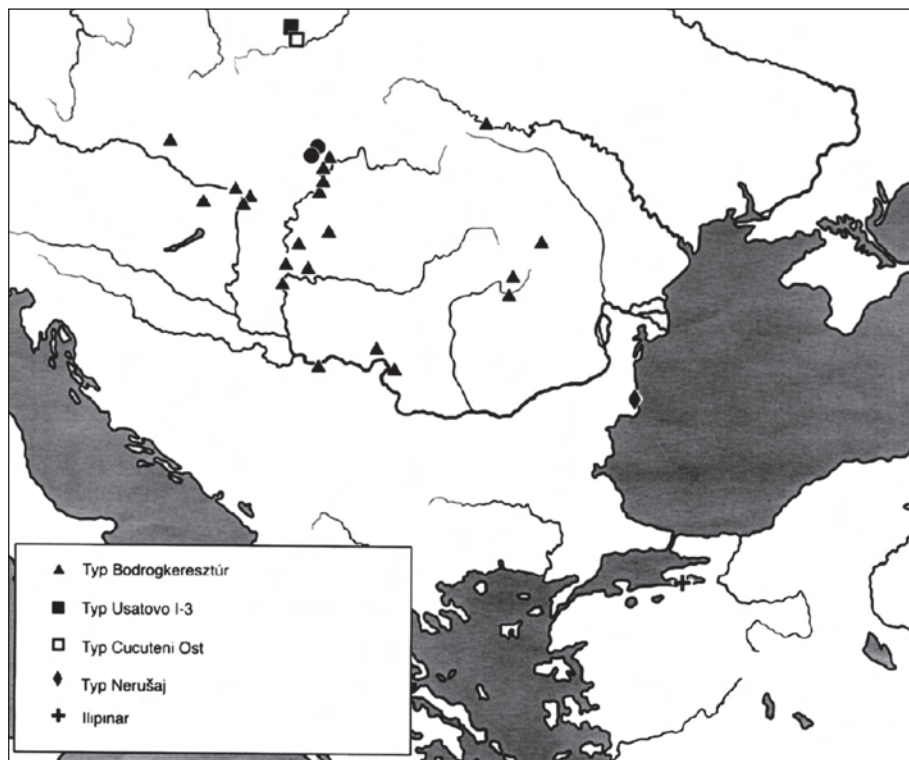 Typ Bodrogkeresztúr
Typ Usatovo I-3
Typ Cucuteni Ost
Typ Nerušaj
Ilıpınar